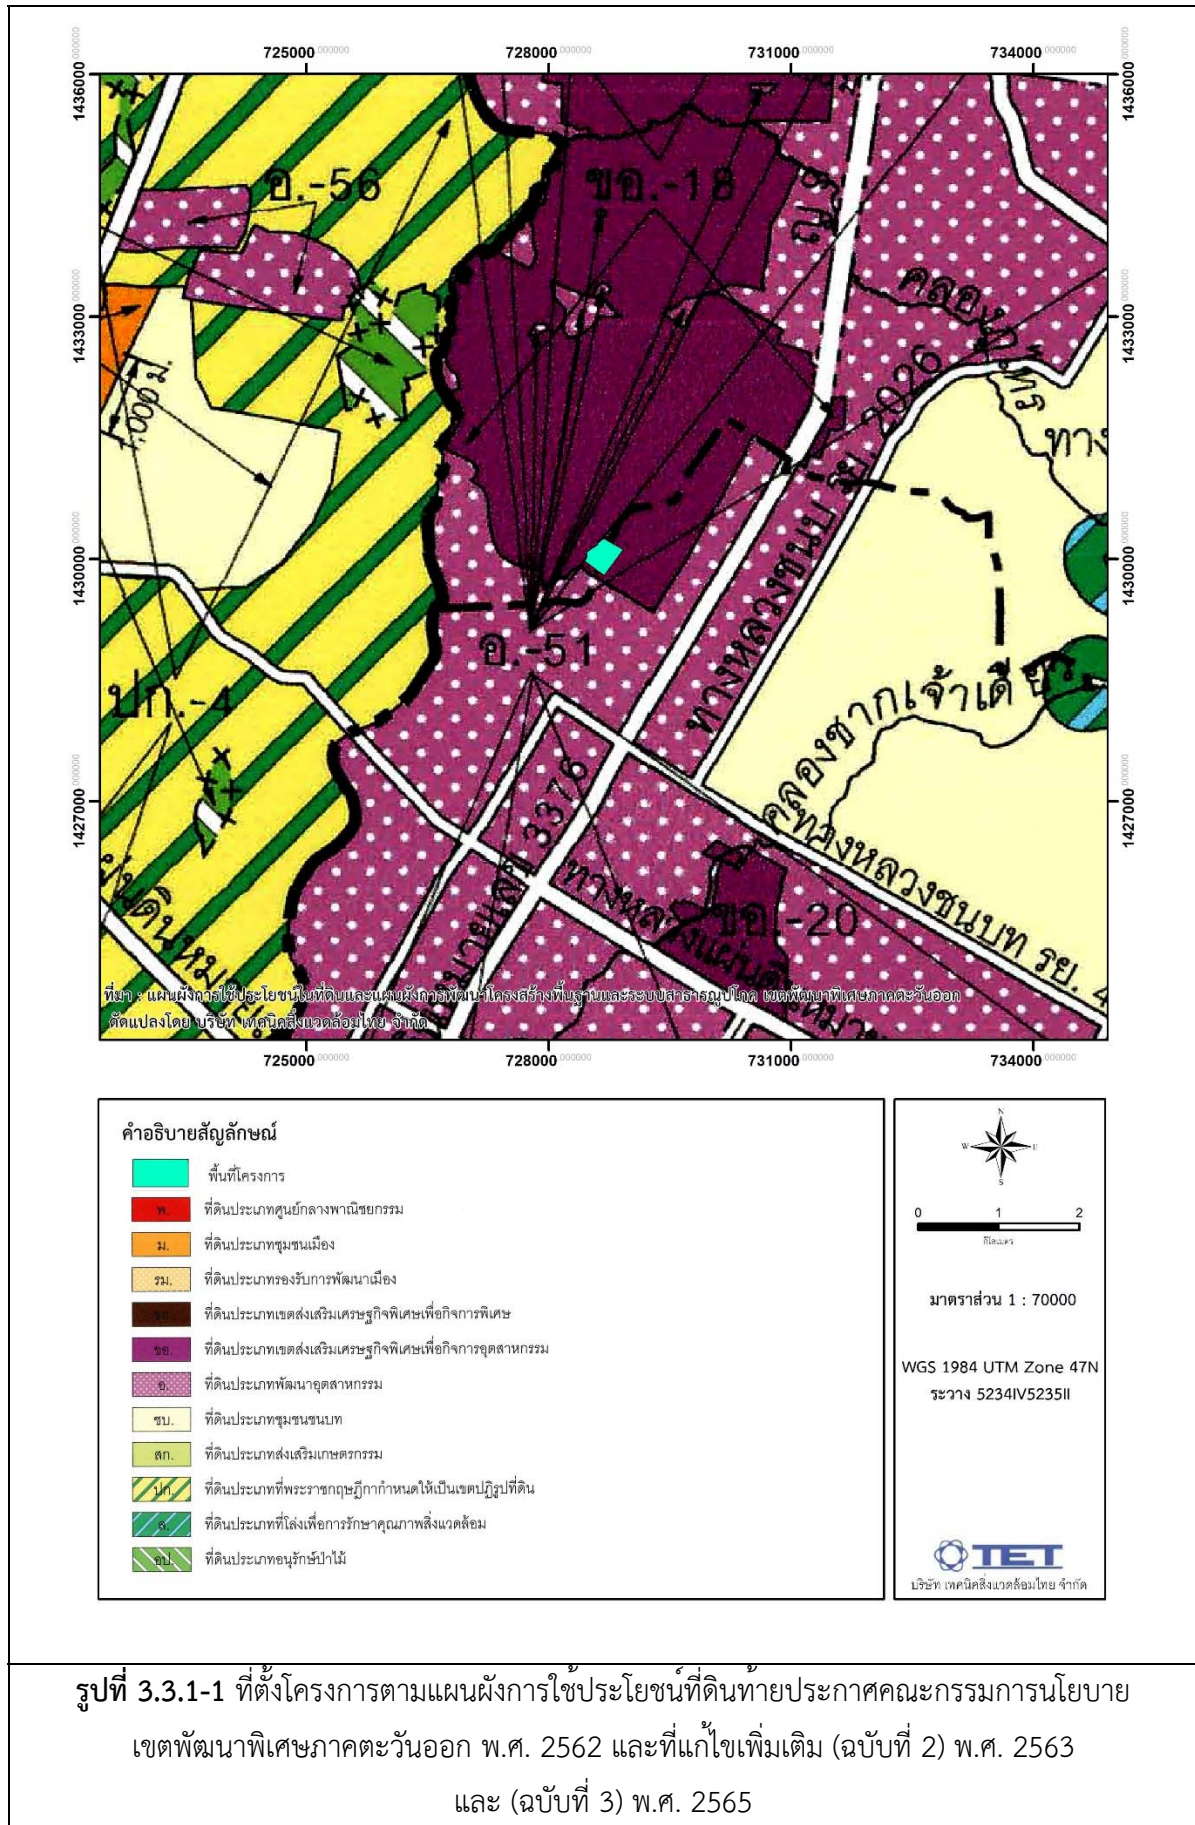 725000.000000 728000.000000 731000.000000 734000.000000
1436000.000000 1436000.000000
1433000.000000 1433000.000000
1430000.000000 1430000.000000
1427000.000000 1427000.000000
อ.-56
ขอ.-18
1,000 ม.
อ.-51
ปก.-4
ขอ.-20
คลองชากเจ้าเดียว
3376
ทางหลวงชนบท รย. 4
ที่มา : แผนผังการใช้ประโยชน์ในที่ดินและแผนผังการพัฒนาโครงสร้างพื้นฐานและระบบสาธารณูปโภค เขตพัฒนาพิเศษภาคตะวันออก
ดัดแปลงโดย บริษัท เทคนิคสิ่งแวดล้อมไทย จำกัด
725000.000000 728000.000000 731000.000000 734000.000000
คำอธิบายสัญลักษณ์
พื้นที่โครงการ
พ. ที่ดินประเภทศูนย์กลางพาณิชยกรรม
ม. ที่ดินประเภทชุมชนเมือง
รม. ที่ดินประเภทรองรับการพัฒนาเมือง
ที่ดินประเภทเขตส่งเสริมเศรษฐกิจพิเศษเพื่อกิจการพิเศษ
ขอ. ที่ดินประเภทเขตส่งเสริมเศรษฐกิจพิเศษเพื่อกิจการอุตสาหกรรม
อ. ที่ดินประเภทพัฒนาอุตสาหกรรม
ชบ. ที่ดินประเภทชุมชนชนบท
สก. ที่ดินประเภทส่งเสริมเกษตรกรรม
ปก. ที่ดินประเภทที่พระราชกฤษฎีกากำหนดให้เป็นเขตปฏิรูปที่ดิน
ล. ที่ดินประเภทที่โล่งเพื่อการรักษาคุณภาพสิ่งแวดล้อม
อป. ที่ดินประเภทอนุรักษ์ป่าไม้
N
W E
S
0 1 2
กิโลเมตร
มาตราส่วน 1 : 70000
WGS 1984 UTM Zone 47N
ระวาง 5234IV5235II
TET
บริษัท เทคนิคสิ่งแวดล้อมไทย จำกัด
รูปที่ 3.3.1-1 ที่ตั้งโครงการตามแผนผังการใช้ประโยชน์ที่ดินท้ายประกาศคณะกรรมการนโยบาย
เขตพัฒนาพิเศษภาคตะวันออก พ.ศ. 2562 และที่แก้ไขเพิ่มเติม (ฉบับที่ 2) พ.ศ. 2563
และ (ฉบับที่ 3) พ.ศ. 2565